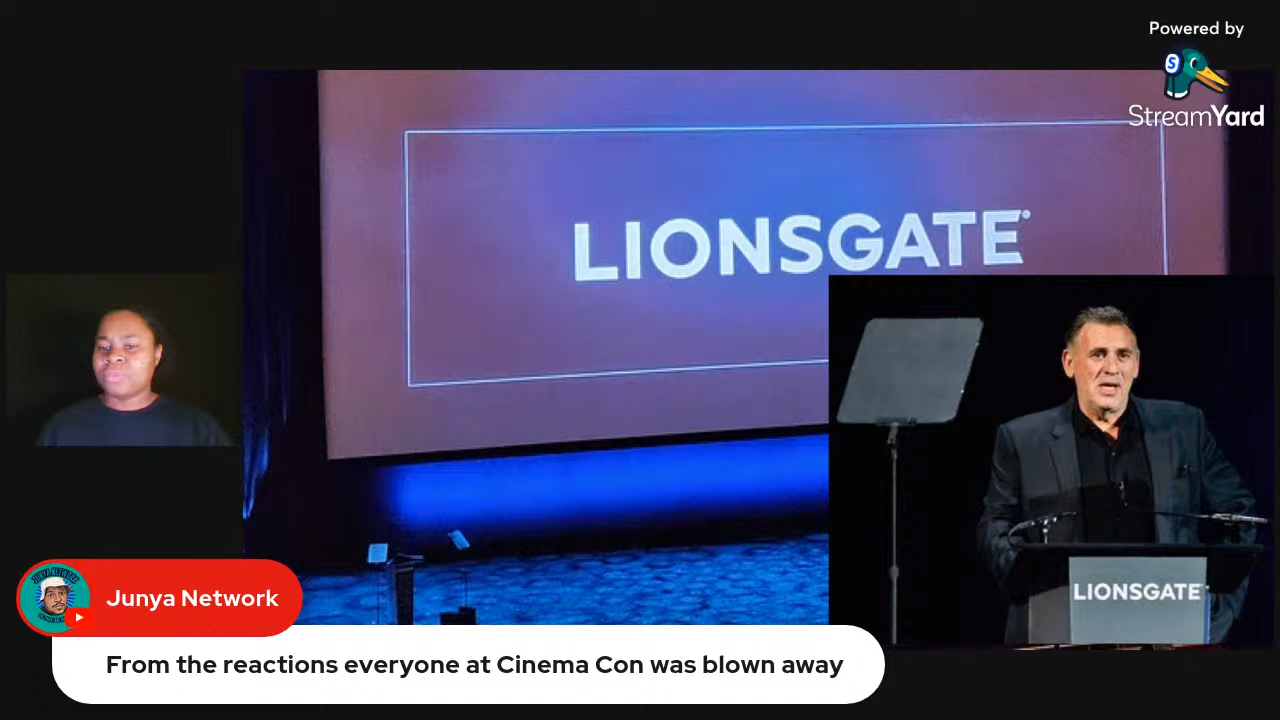 Powered by
StreamYard
LIONSGATE
LIONSGATE
Junya Network
From the reactions everyone at Cinema Con was blown away